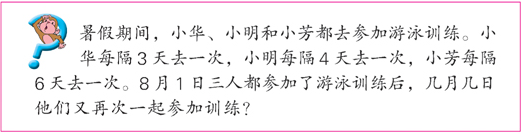 暑假期间，小华、小明和小芳都去参加游泳训练。小
华每隔3天去一次，小明每隔4天去一次，小芳每隔
6天去一次。8月1日三人都参加了游泳训练后，几月几日
他们又再次一起参加训练？